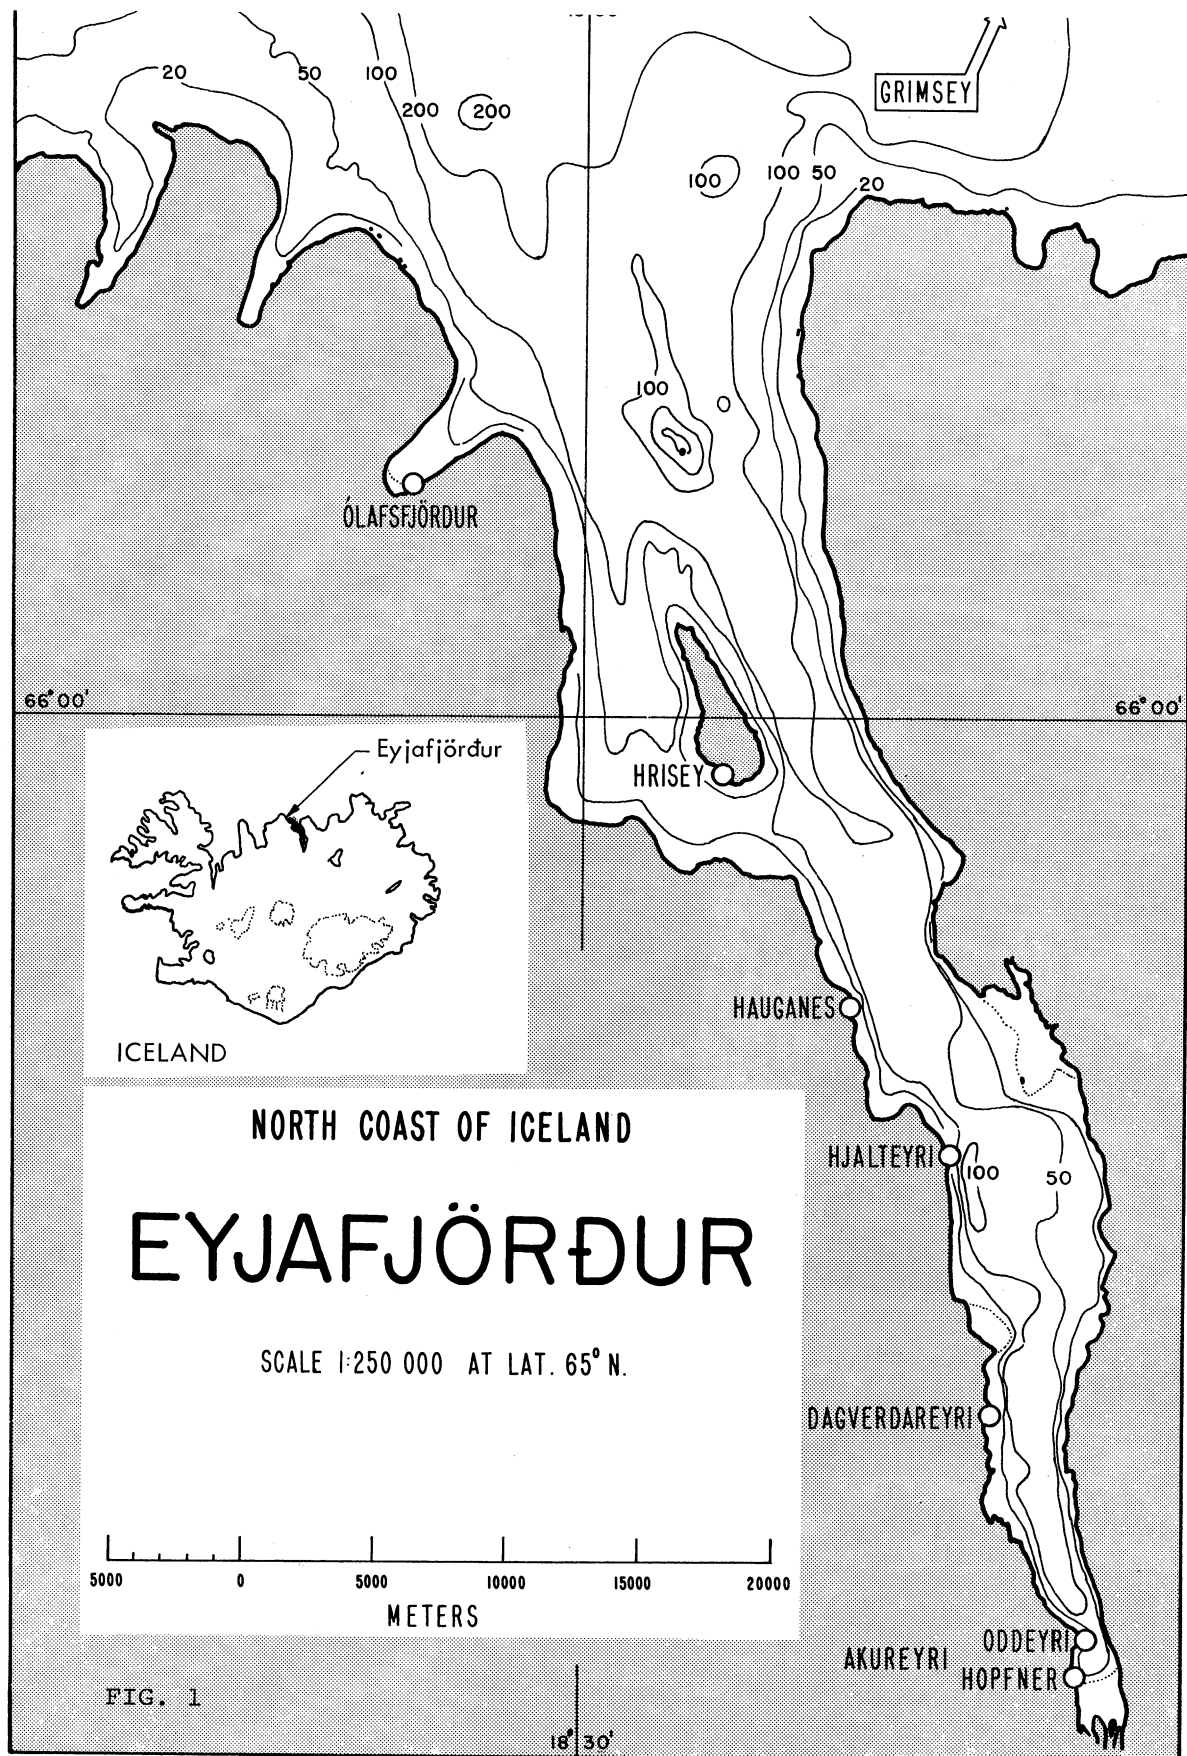 20
50
100
200
200
GRIMSEY
100
100
50
20
100
ÓLAFSFJÖRDUR
66° 00'
66° 00'
Eyjafjörđur
HRISEY
ICELAND
HAUGANES
NORTH COAST OF ICELAND
HJALTEYRI
100
50
EYJAFJÖRĐUR
SCALE 1:250 000 AT LAT. 65° N.
DAGVERDAREYRI
5000 0 5000 10000 15000 20000
METERS
ODDEYRI
AKUREYRI
HOPFNER
FIG. 1
18° 30'